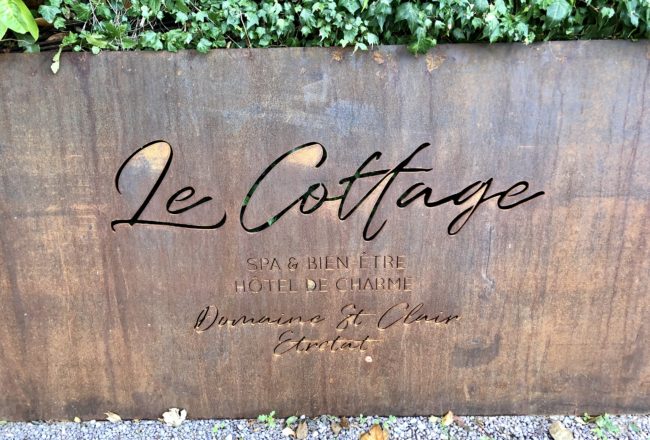 Le Cottage
SPA & BIEN-ÊTRE
HÔTEL DE CHARME
Domaine St Clair
Etretat